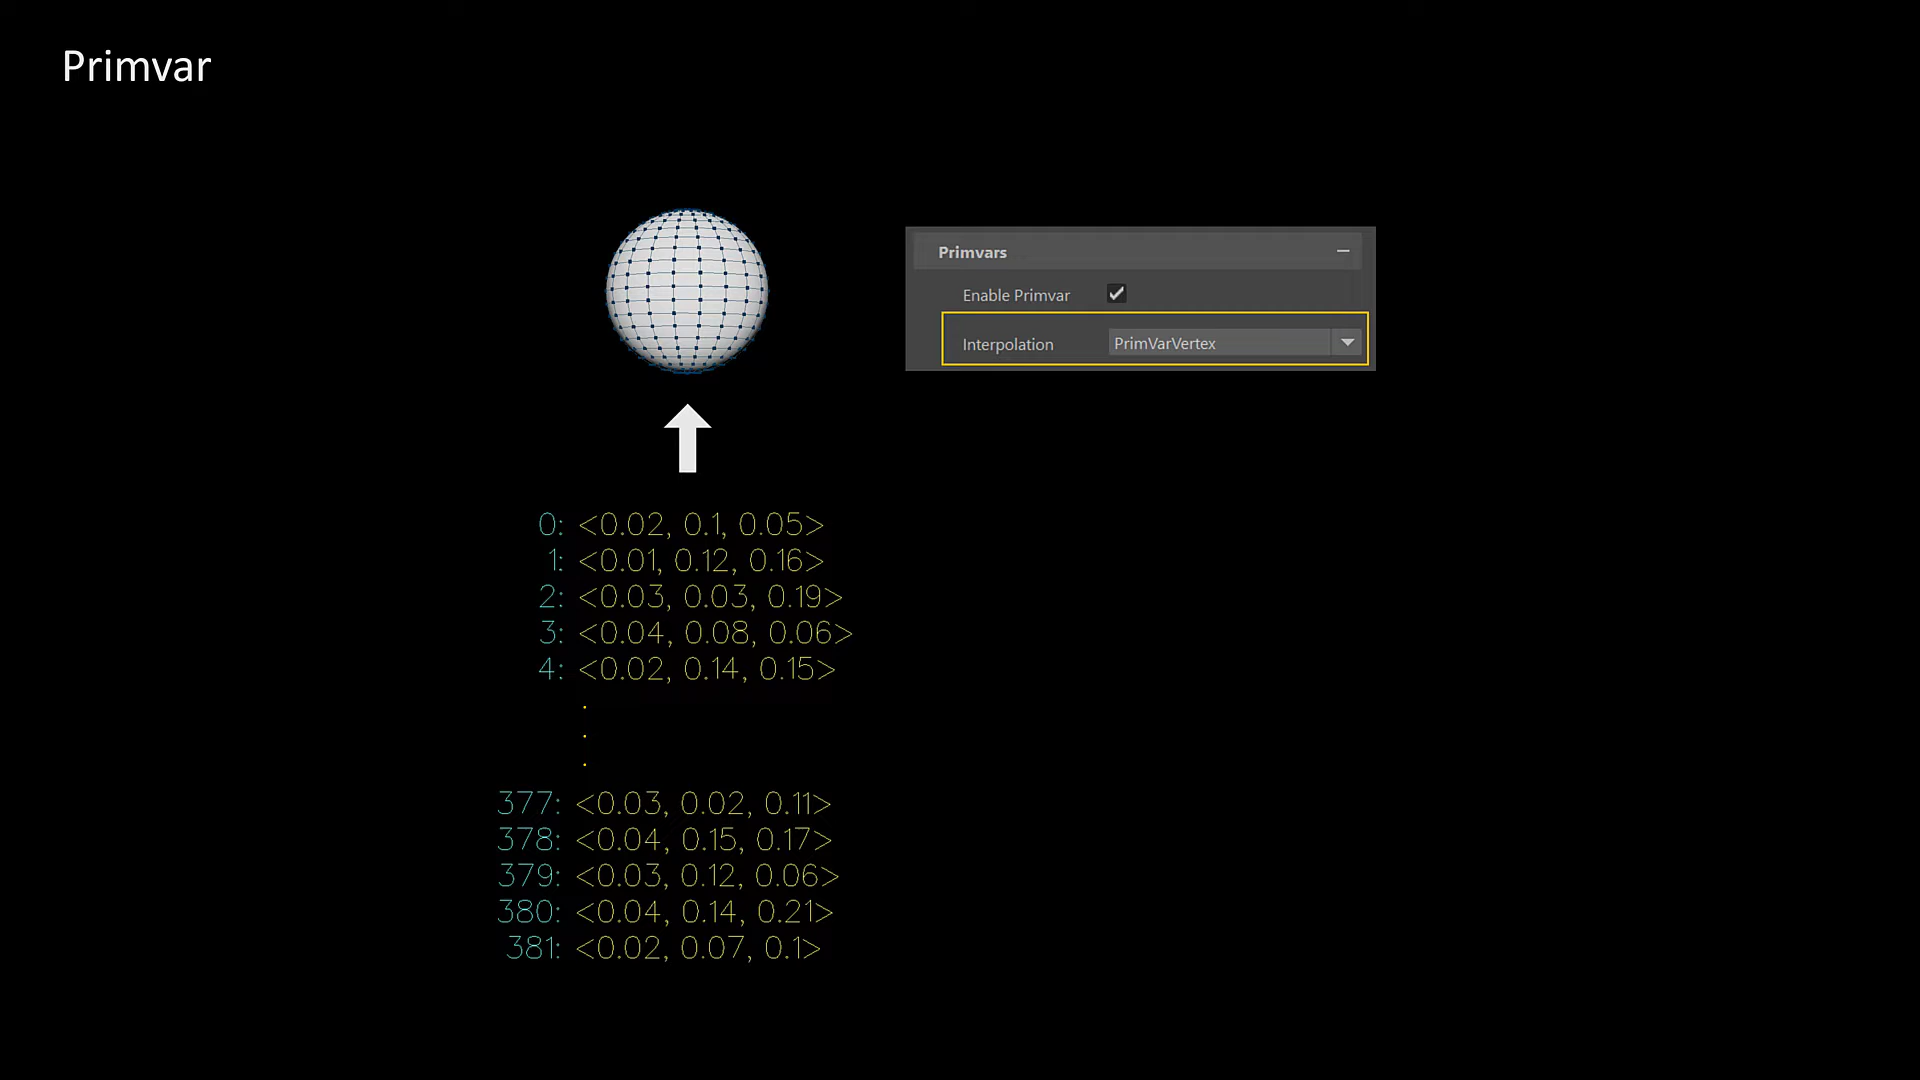 Primvar
Primvars
Enable Primvar
Interpolation PrimVarVertex
0: <0.02, 0.1, 0.05>
1: <0.01, 0.12, 0.16>
2: <0.03, 0.03, 0.19>
3: <0.04, 0.08, 0.06>
4: <0.02, 0.14, 0.15>
.
.
.
377: <0.03, 0.02, 0.11>
378: <0.04, 0.15, 0.17>
379: <0.03, 0.12, 0.06>
380: <0.04, 0.14, 0.21>
381: <0.02, 0.07, 0.1>